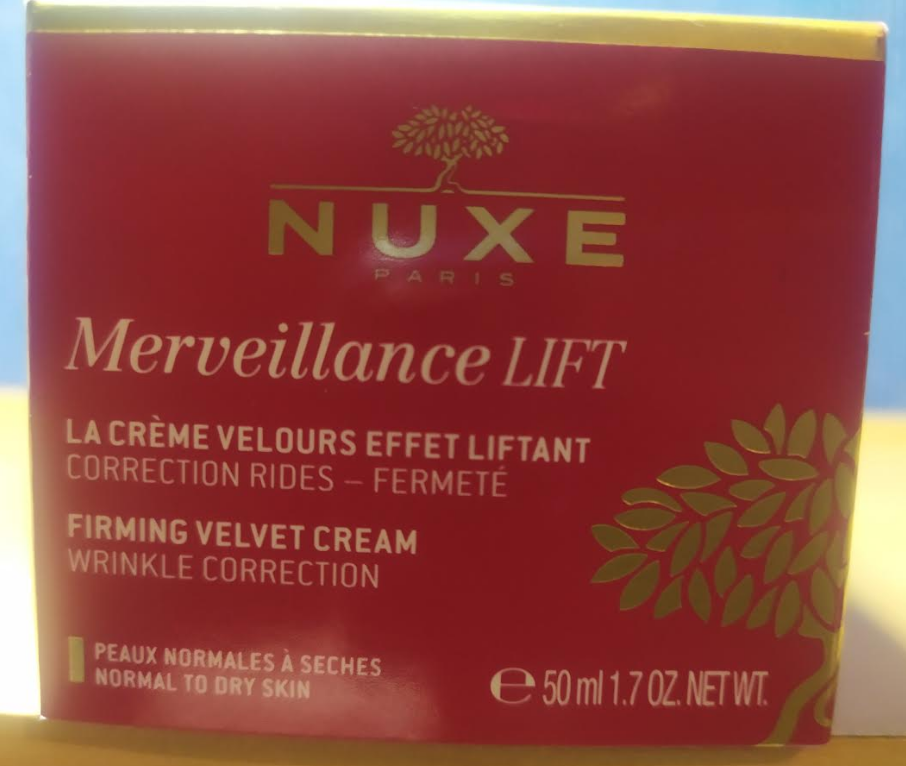 NUXE
PARIS
Merveillance LIFT
LA CRÈME VELOURS EFFET LIFTANT
CORRECTION RIDES – FERMETÉ
FIRMING VELVET CREAM
WRINKLE CORRECTION
PEAUX NORMALES À SECHES
NORMAL TO DRY SKIN
℮ 50 ml 1.7 OZ. NET WT.